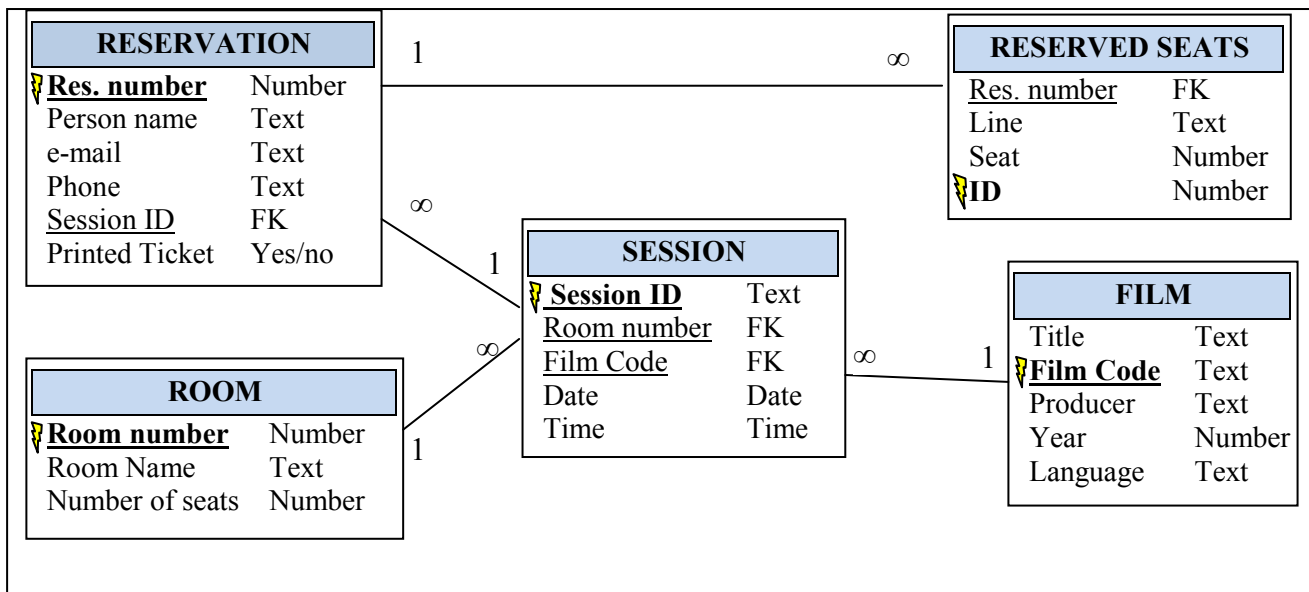 RESERVATION
Res. number Number
Person name Text
e-mail Text
Phone Text
Session ID FK
Printed Ticket Yes/no
1
∞
RESERVED SEATS
Res. number FK
Line Text
Seat Number
ID Number
∞
1
SESSION
Session ID Text
Room number FK
Film Code FK
Date Date
Time Time
∞
1
FILM
Title Text
Film Code Text
Producer Text
Year Number
Language Text
∞
1
ROOM
Room number Number
Room Name Text
Number of seats Number